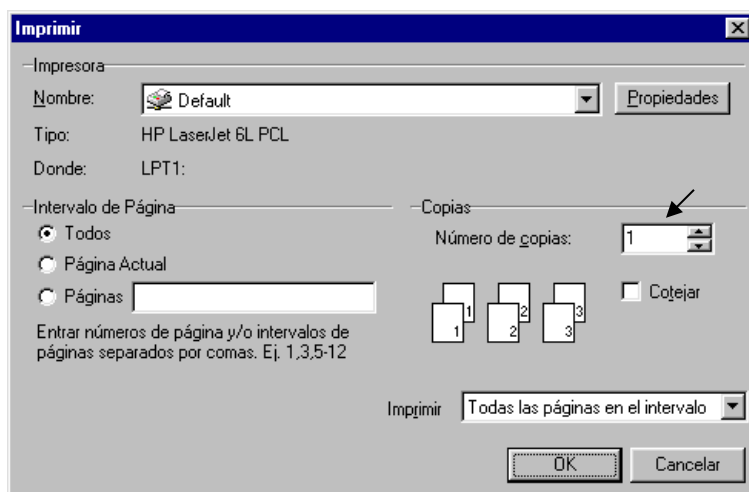 Imprimir
Impresora
Nombre: Default Propiedades
Tipo: HP LaserJet 6L PCL
Donde: LPT1:
Intervalo de Página
Todos
Página Actual
Páginas
Entrar números de página y/o intervalos de
páginas separados por comas. Ej. 1,3,5-12
Copias
Número de copias: 1
1 1 2 2 3 3
Cotejar
Imprimir Todas las páginas en el intervalo
OK Cancelar